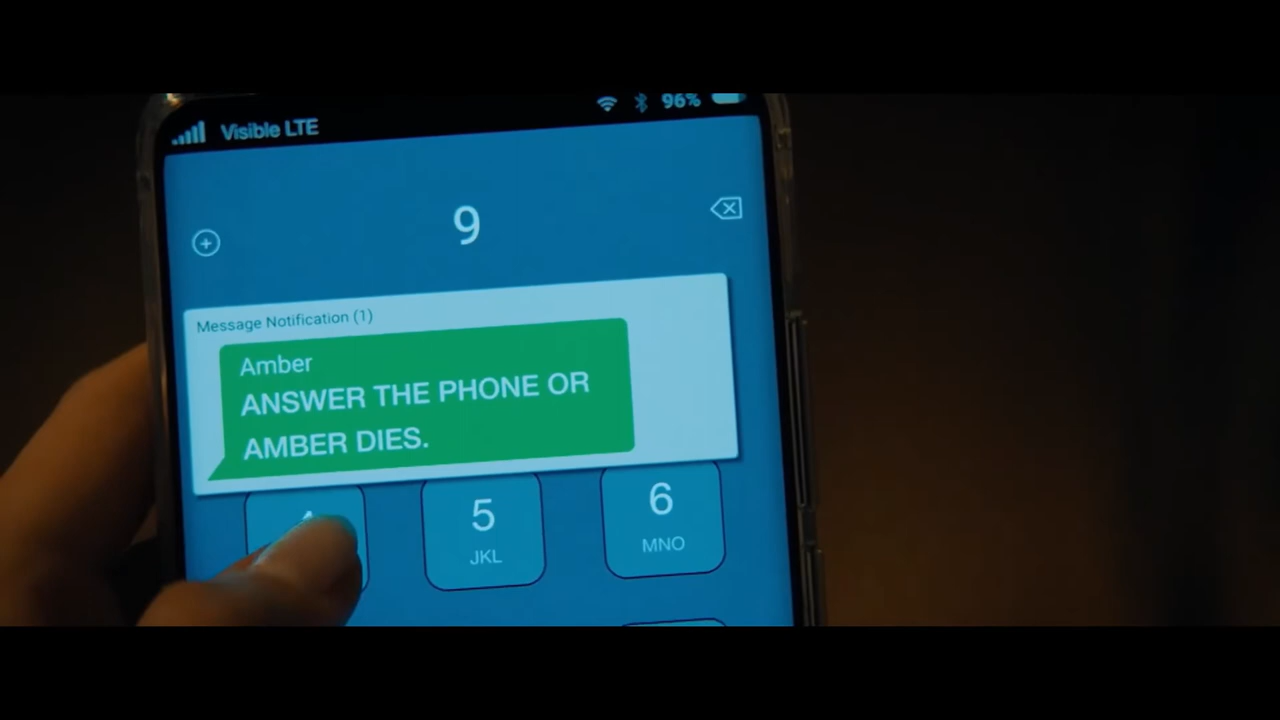 Visible LTE 96%
9
Message Notification (1)
Amber
ANSWER THE PHONE OR
AMBER DIES.
5 6
JKL MNO